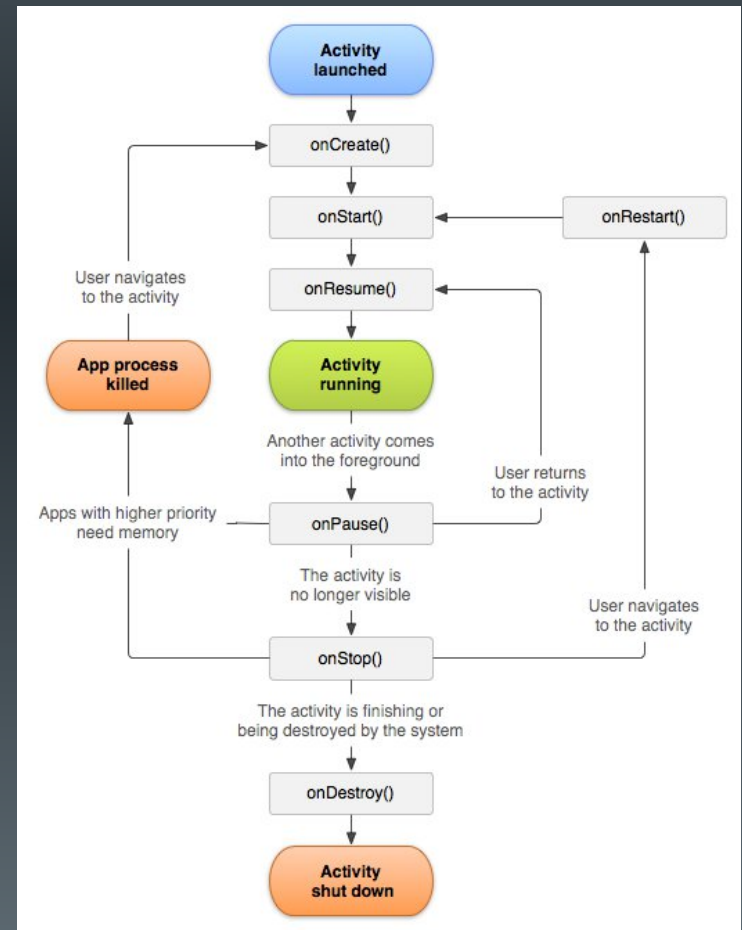 Activity
launched
onCreate()
onStart()
onRestart()
onResume()
User navigates
to the activity
App process
killed
Activity
running
Another activity comes
into the foreground
User returns
to the activity
Apps with higher priority
need memory
onPause()
The activity is
no longer visible
User navigates
to the activity
onStop()
The activity is finishing or
being destroyed by the system
onDestroy()
Activity
shut down